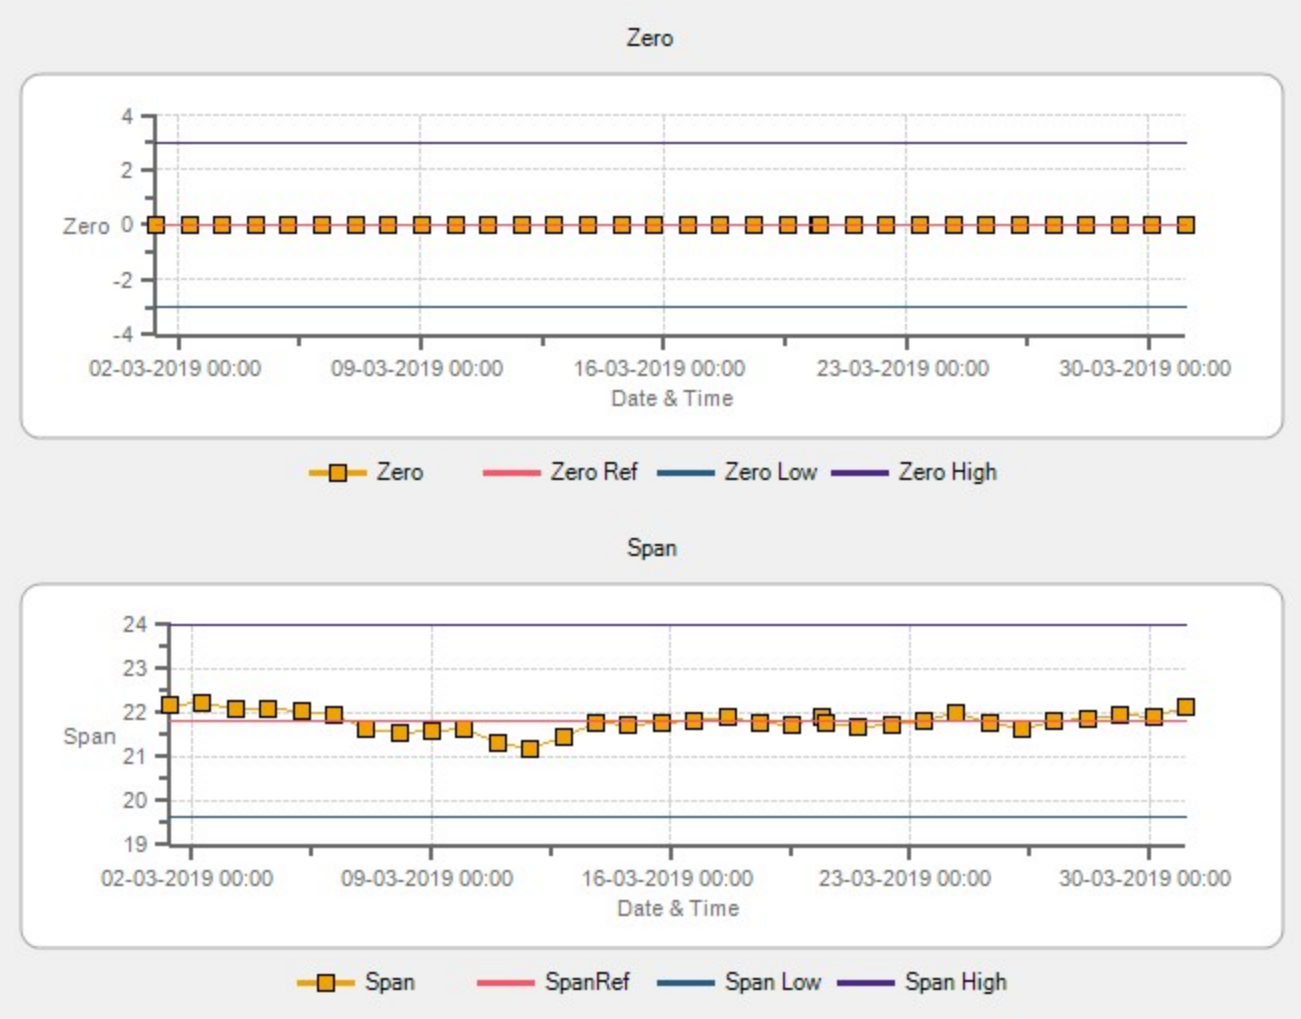 Zero
4
2
Zero 0
-2
-4
02-03-2019 00:00 09-03-2019 00:00 16-03-2019 00:00 23-03-2019 00:00 30-03-2019 00:00
Date & Time
Zero Zero Ref Zero Low Zero High
Span
24
23
22
Span
21
20
19
02-03-2019 00:00 09-03-2019 00:00 16-03-2019 00:00 23-03-2019 00:00 30-03-2019 00:00
Date & Time
Span SpanRef Span Low Span High